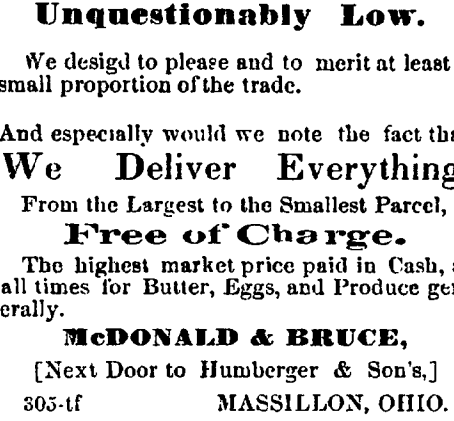 Unquestionably Low.
We desigd to please and to merit at least
small proportion of the trade.
And especially would we note the fact tha
We Deliver Everything
From the Largest to the Smallest Parcel,
Free of Charge.
The highest market price paid in Cash, a
all times for Butter, Eggs, and Produce gen
erally.
McDONALD & BRUCE,
[Next Door to Humberger & Son's,]
305-tf MASSILLON, OHIO.